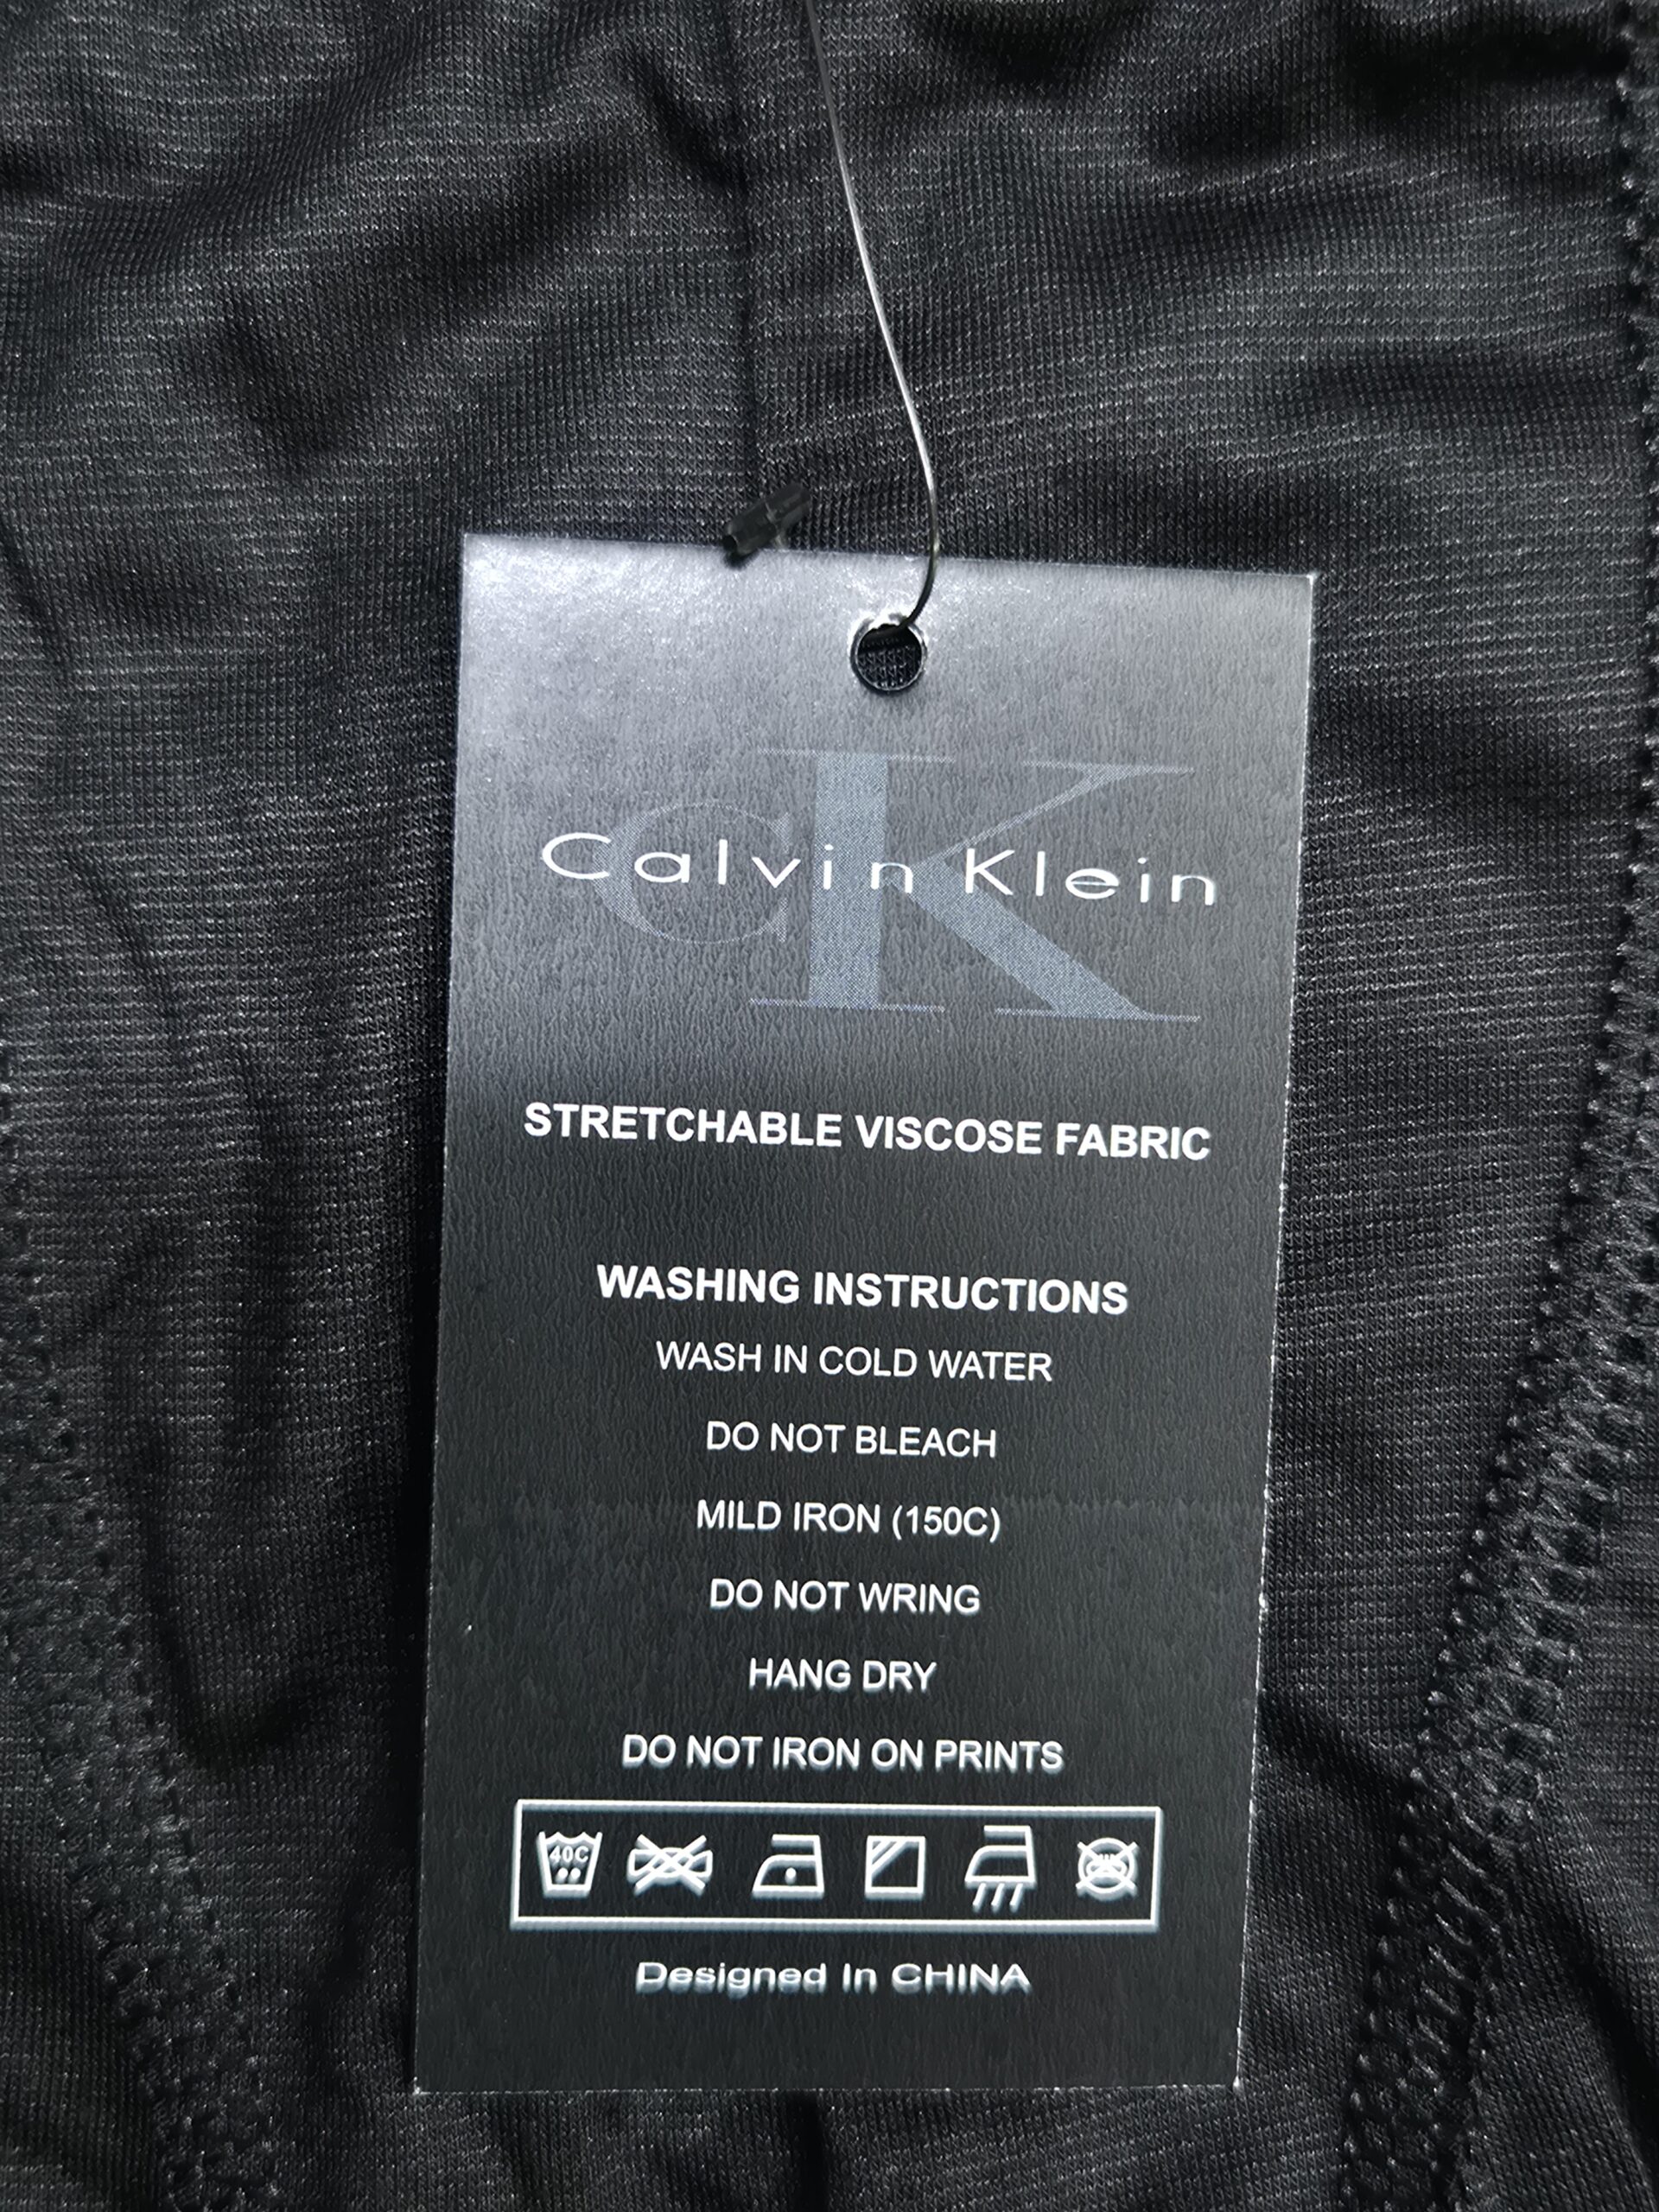 CK
Calvin Klein
STRETCHABLE VISCOSE FABRIC
WASHING INSTRUCTIONS
WASH IN COLD WATER
DO NOT BLEACH
MILD IRON (150C)
DO NOT WRING
HANG DRY
DO NOT IRON ON PRINTS
40C
Designed In CHINA